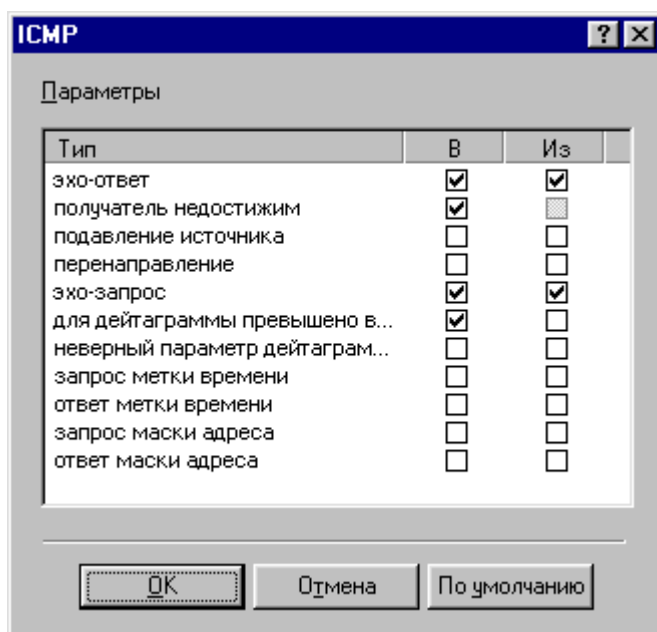 ICMP
Параметры
Тип В Из
эхо-ответ
получатель недостижим
подавление источника
перенаправление
эхо-запрос
для дейтаграммы превышено в...
неверный параметр дейтаграм...
запрос метки времени
ответ метки времени
запрос маски адреса
ответ маски адреса
OK Отмена По умолчанию